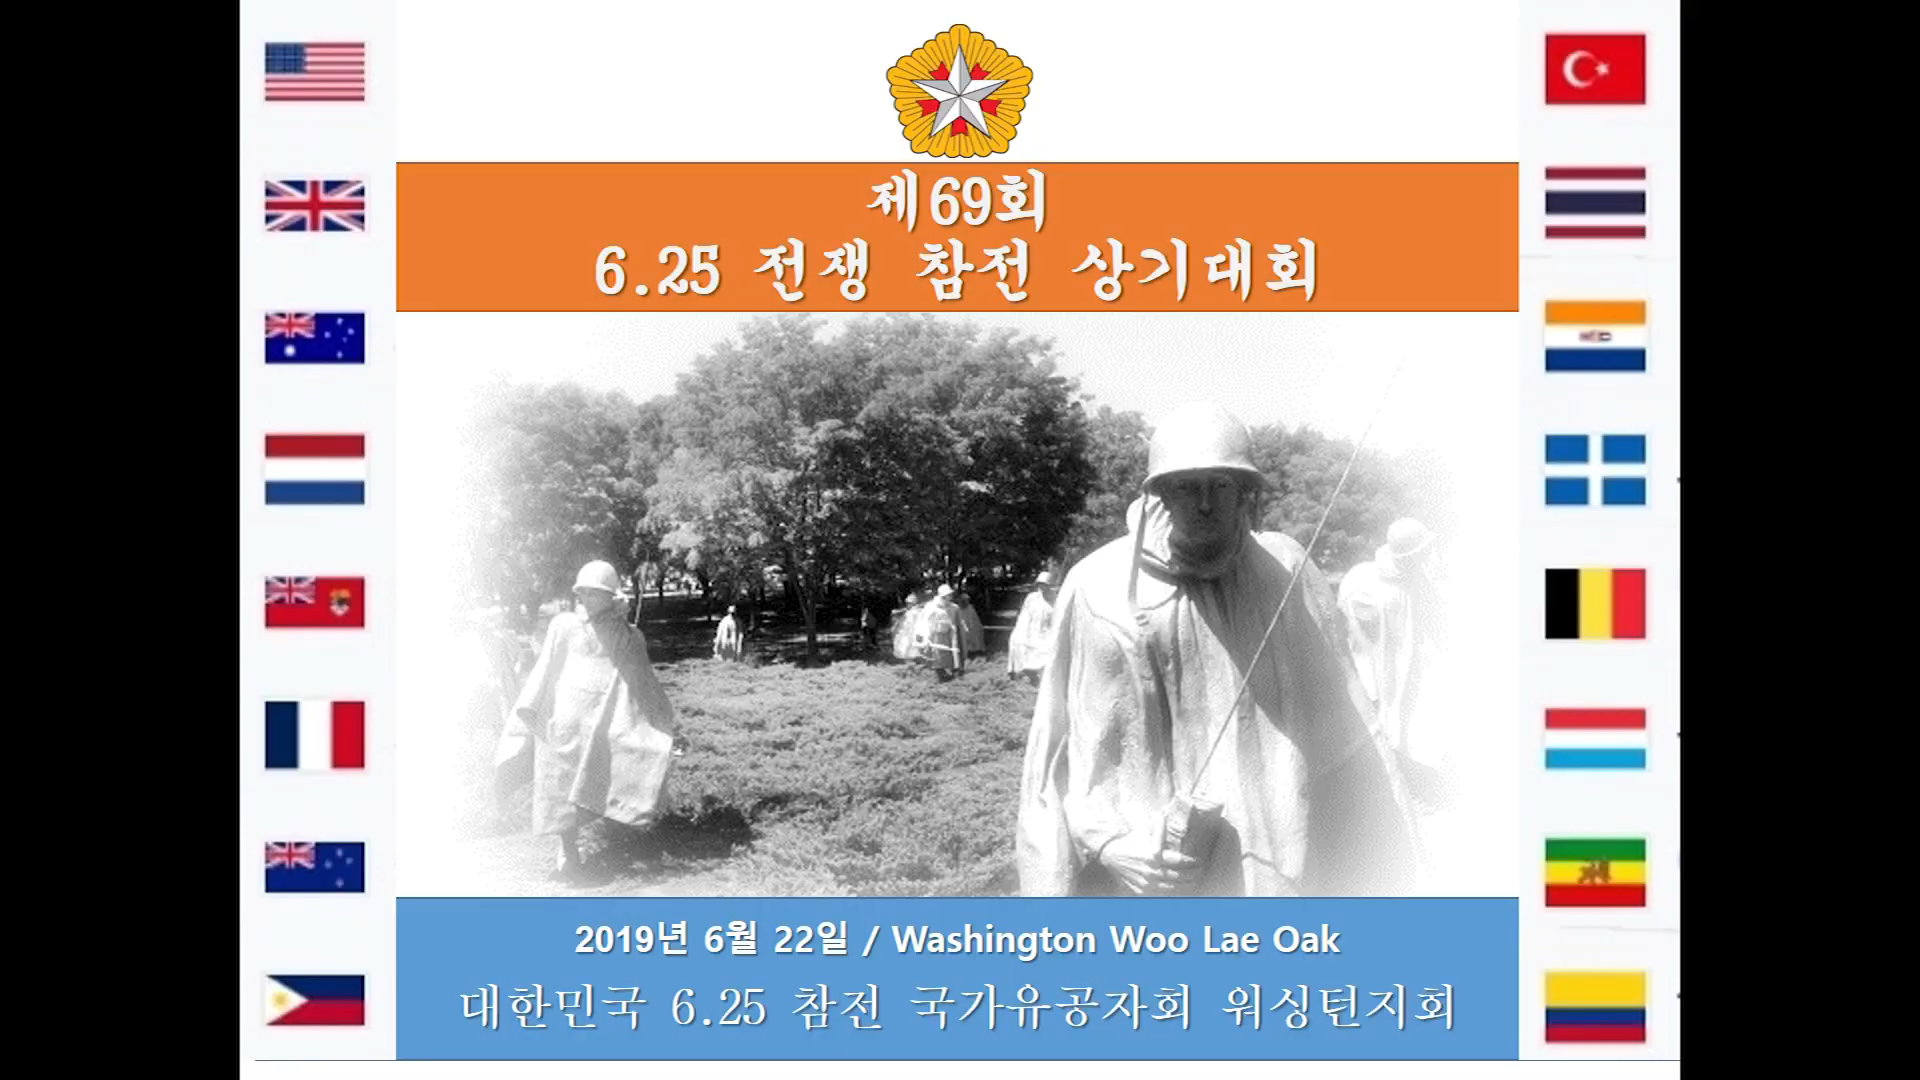 제69회
6.25 전쟁 참전 상기대회
2019년 6월 22일 / Washington Woo Lae Oak
대한민국 6.25 참전 국가유공자회 워싱턴지회